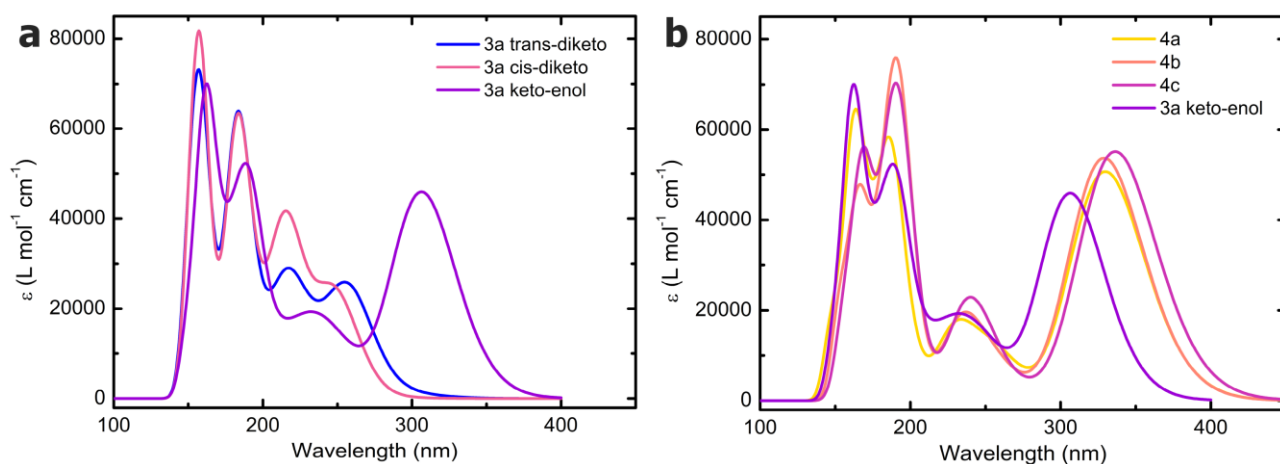 a
80000
60000
40000
20000
0
ε (L mol⁻¹ cm⁻¹)
3a trans-diketo
3a cis-diketo
3a keto-enol
100
200
300
400
Wavelength (nm)
b
80000
60000
40000
20000
0
ε (L mol⁻¹ cm⁻¹)
4a
4b
4c
3a keto-enol
100
200
300
400
Wavelength (nm)